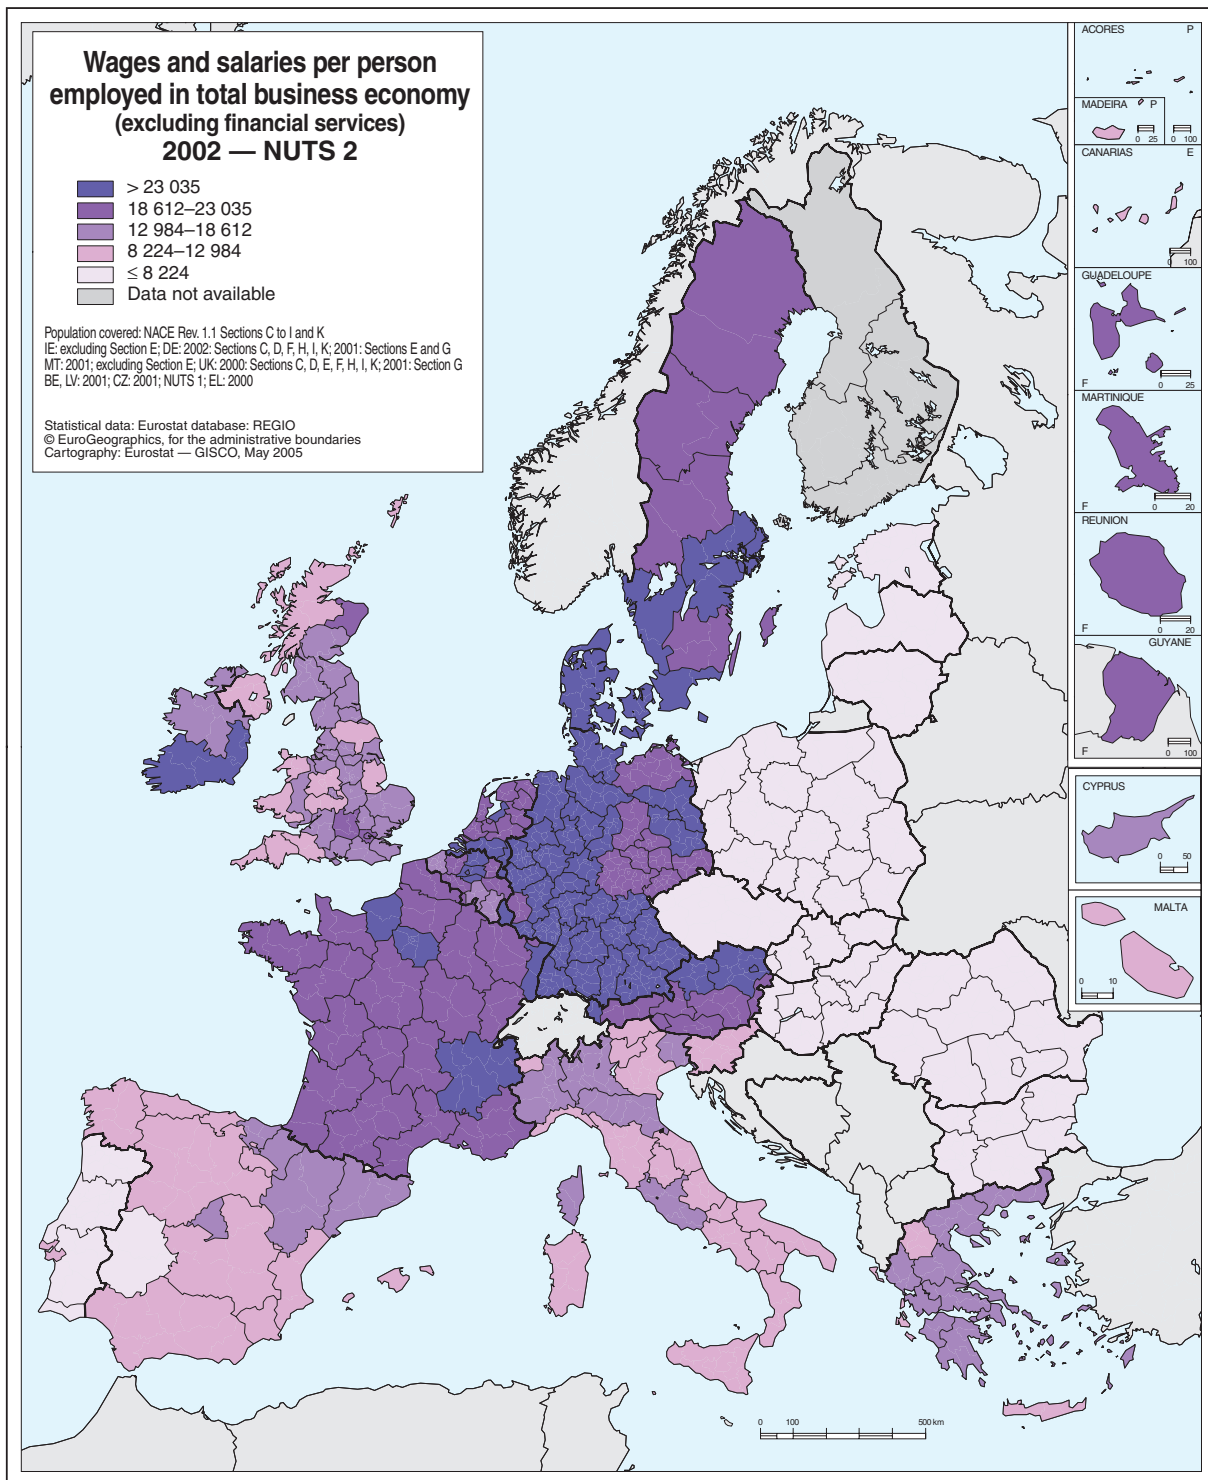 Wages and salaries per person
employed in total business economy
(excluding financial services)
2002 — NUTS 2
> 23 035
18 612–23 035
12 984–18 612
8 224–12 984
≤ 8 224
Data not available
Population covered: NACE Rev. 1.1 Sections C to I and K
IE: excluding Section E; DE: 2002: Sections C, D, F, H, I, K; 2001: Sections E and G
MT: 2001; excluding Section E; UK: 2000: Sections C, D, E, F, H, I, K; 2001: Section G
BE, LV: 2001; CZ: 2001; NUTS 1; EL: 2000
Statistical data: Eurostat database: REGIO
© EuroGeographics, for the administrative boundaries
Cartography: Eurostat — GISCO, May 2005
ACORES P
MADEIRA P
0 25 0 100
CANARIAS E
0 100
GUADELOUPE
F 0 25
MARTINIQUE
F 0 20
REUNION
F 0 20
GUYANE
F 0 100
CYPRUS
0 50
MALTA
0 10
0 100 500 km